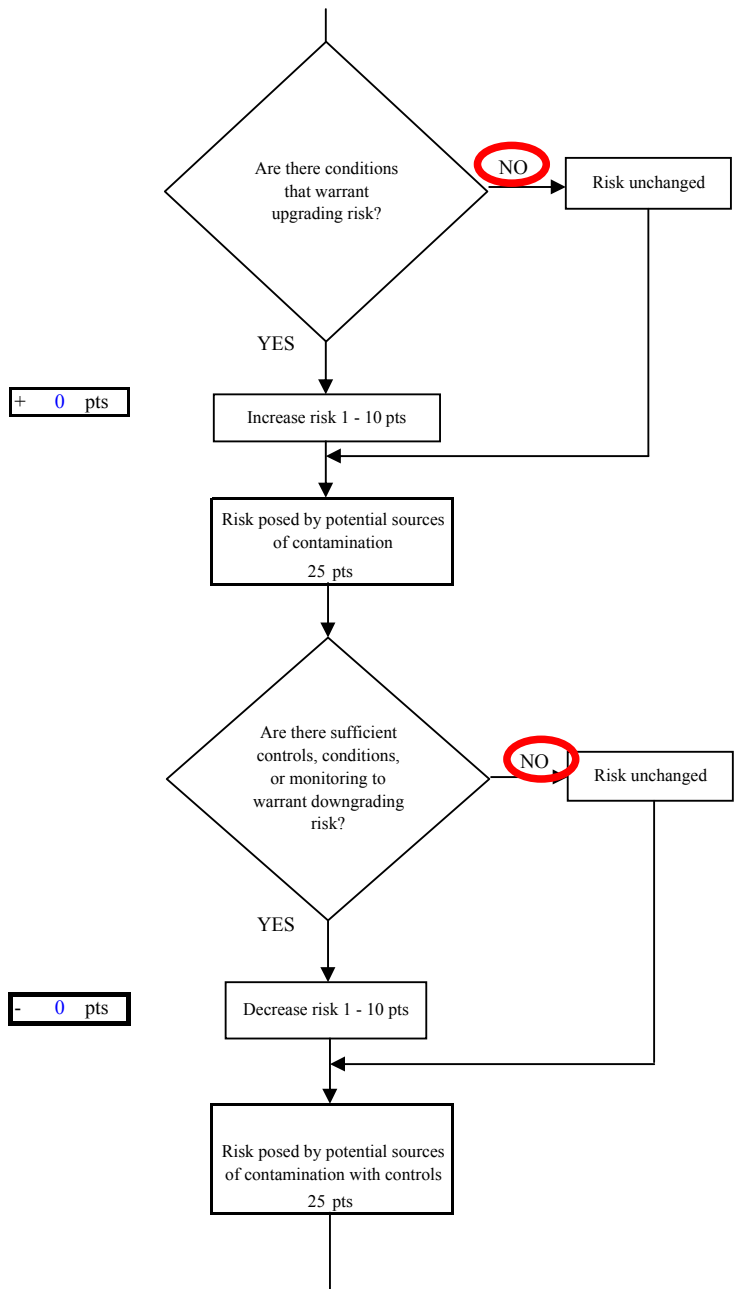 Are there conditions
that warrant
upgrading risk?
NO
Risk unchanged
YES
+ 0 pts
Increase risk 1 - 10 pts
Risk posed by potential sources
of contamination
25 pts
Are there sufficient
controls, conditions,
or monitoring to
warrant downgrading
risk?
NO
Risk unchanged
YES
- 0 pts
Decrease risk 1 - 10 pts
Risk posed by potential sources
of contamination with controls
25 pts